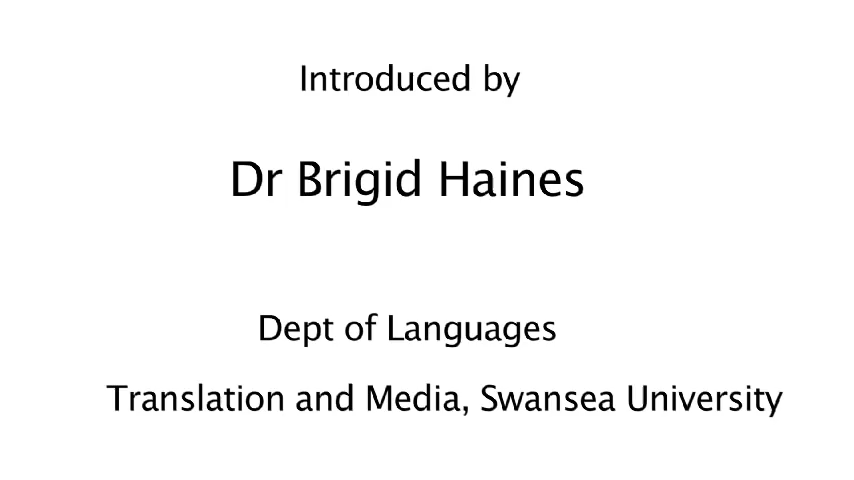 Introduced by
Dr Brigid Haines
Dept of Languages
Translation and Media, Swansea University